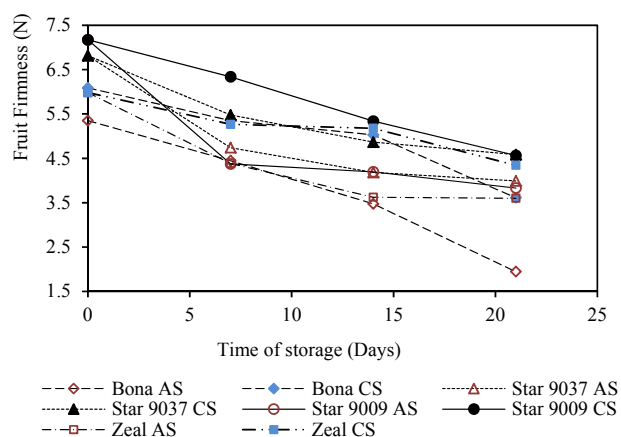 Fruit Firmness (N)
7.5
6.5
5.5
4.5
3.5
2.5
1.5
0 5 10 15 20 25
Time of storage (Days)
Bona AS Bona CS Star 9037 AS
Star 9037 CS Star 9009 AS Star 9009 CS
Zeal AS Zeal CS